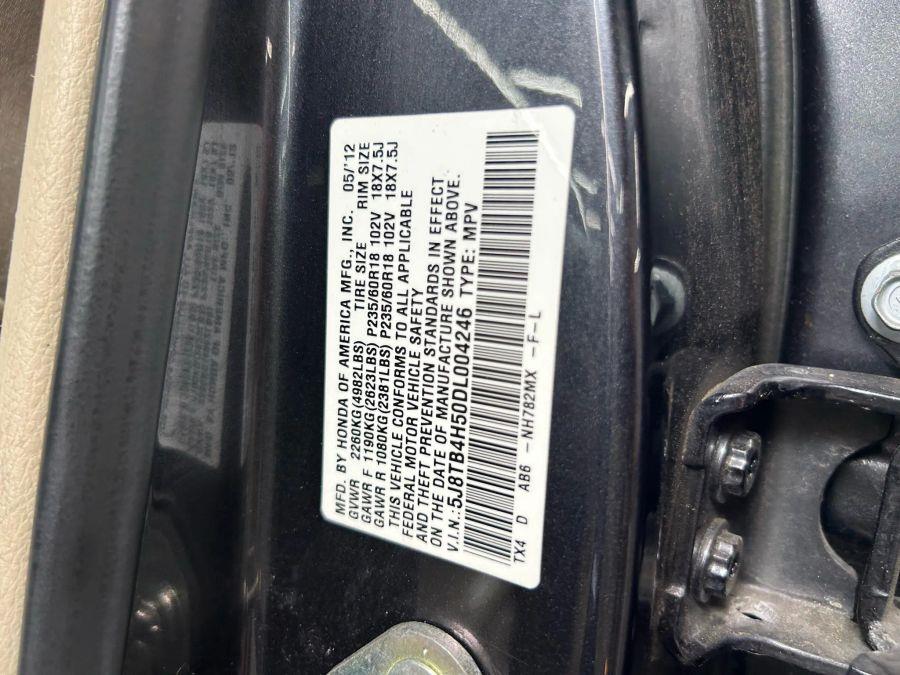 MFD. BY HONDA OF AMERICA MFG., INC. 05/'12
GVWR 2260KG(4982LBS) TIRE SIZE RIM SIZE
GAWR F 1190KG(2623LBS) P235/60R18 102V 18X7.5J
GAWR R 1080KG(2381LBS) P235/60R18 102V 18X7.5J
THIS VEHICLE CONFORMS TO ALL APPLICABLE
FEDERAL MOTOR VEHICLE SAFETY
AND THEFT PREVENTION STANDARDS IN EFFECT
ON THE DATE OF MANUFACTURE SHOWN ABOVE.
V.I.N.:5J8TB4H50DL004246 TYPE: MPV
TX4 D AB6 -NH782MX -F-L